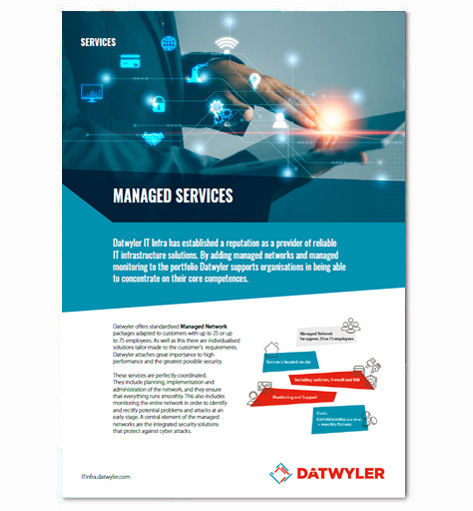 SERVICES
MANAGED SERVICES
Datwyler IT Infra has established a reputation as a provider of reliable
IT infrastructure solutions. By adding managed networks and managed
monitoring to the portfolio Datwyler supports organisations in being able
to concentrate on their core competences.
Datwyler offers standardised Managed Network
packages adapted to customers with up to 25 or up
to 75 employees. As well as this there are individualised
solutions tailor-made to the customer's requirements.
Datwyler attaches great importance to high
performance and the greatest possible security.
These services are perfectly coordinated.
They include planning, implementation and
administration of the network, and they ensure
that everything runs smoothly. This also includes
monitoring the entire network in order to identify
and rectify potential problems and attacks at an
early stage. A central element of the managed
networks are the integrated security solutions
that protect against cyber attacks.
Managed Network
for approx. 25 or 75 employees
Server is located on site
Including switches, firewall and Wifi
Monitoring and Support
Costs:
+ monthly flat rate
ITinfra.datwyler.com
DÄTWYLER